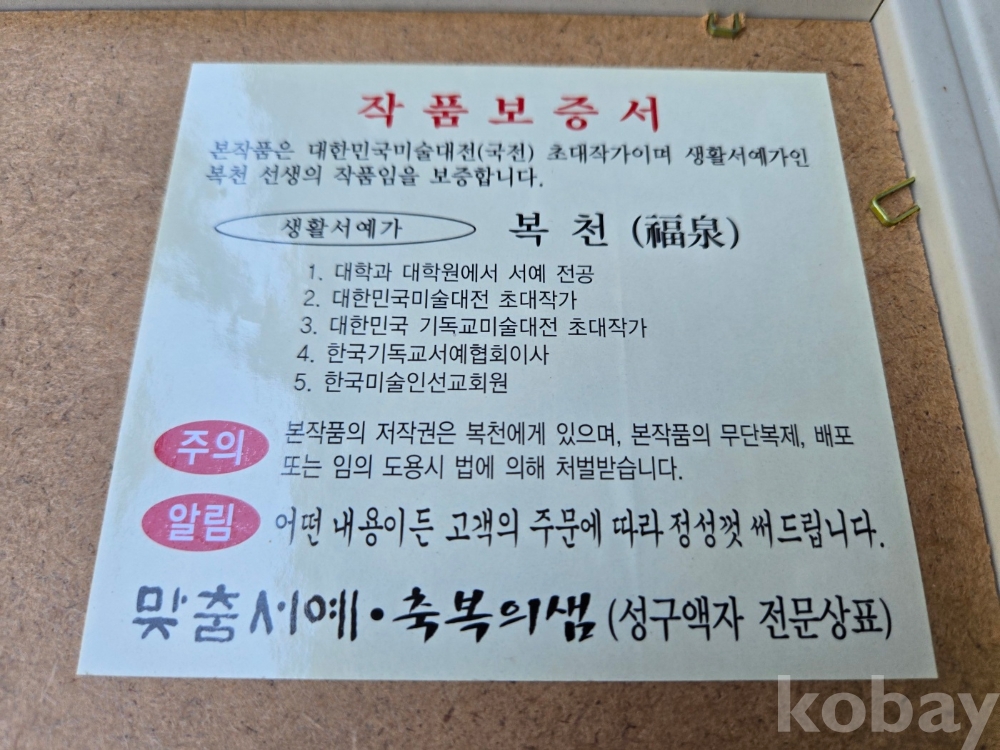 작품보증서
본작품은 대한민국미술대전(국전) 초대작가이며 생활서예가인
복천 선생의 작품임을 보증합니다.
생활서예가 복천 (福泉)
1. 대학과 대학원에서 서예 전공
2. 대한민국미술대전 초대작가
3. 대한민국 기독교미술대전 초대작가
4. 한국기독교서예협회이사
5. 한국미술인선교회원
주의 본작품의 저작권은 복천에게 있으며, 본작품의 무단복제, 배포
또는 임의 도용시 법에 의해 처벌받습니다.
알림 어떤 내용이든 고객의 주문에 따라 정성껏 써 드립니다.
맞춤서예•축복의샘 (성구액자 전문상표)
kobay